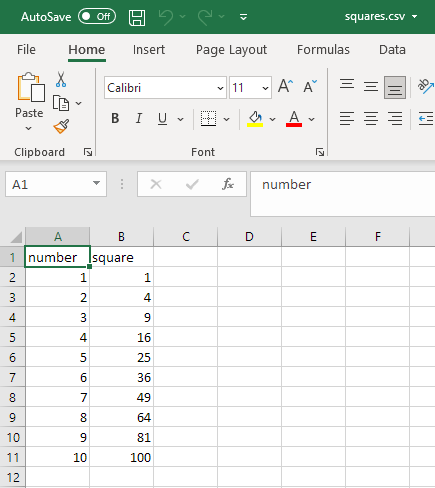 AutoSave Off squares.csv
File Home Insert Page Layout Formulas Data
Calibri 11 A A
Paste B I U A ab
Clipboard Font
A1 fx number
A B C D E F
1 number square
2 1 1
3 2 4
4 3 9
5 4 16
6 5 25
7 6 36
8 7 49
9 8 64
10 9 81
11 10 100
12